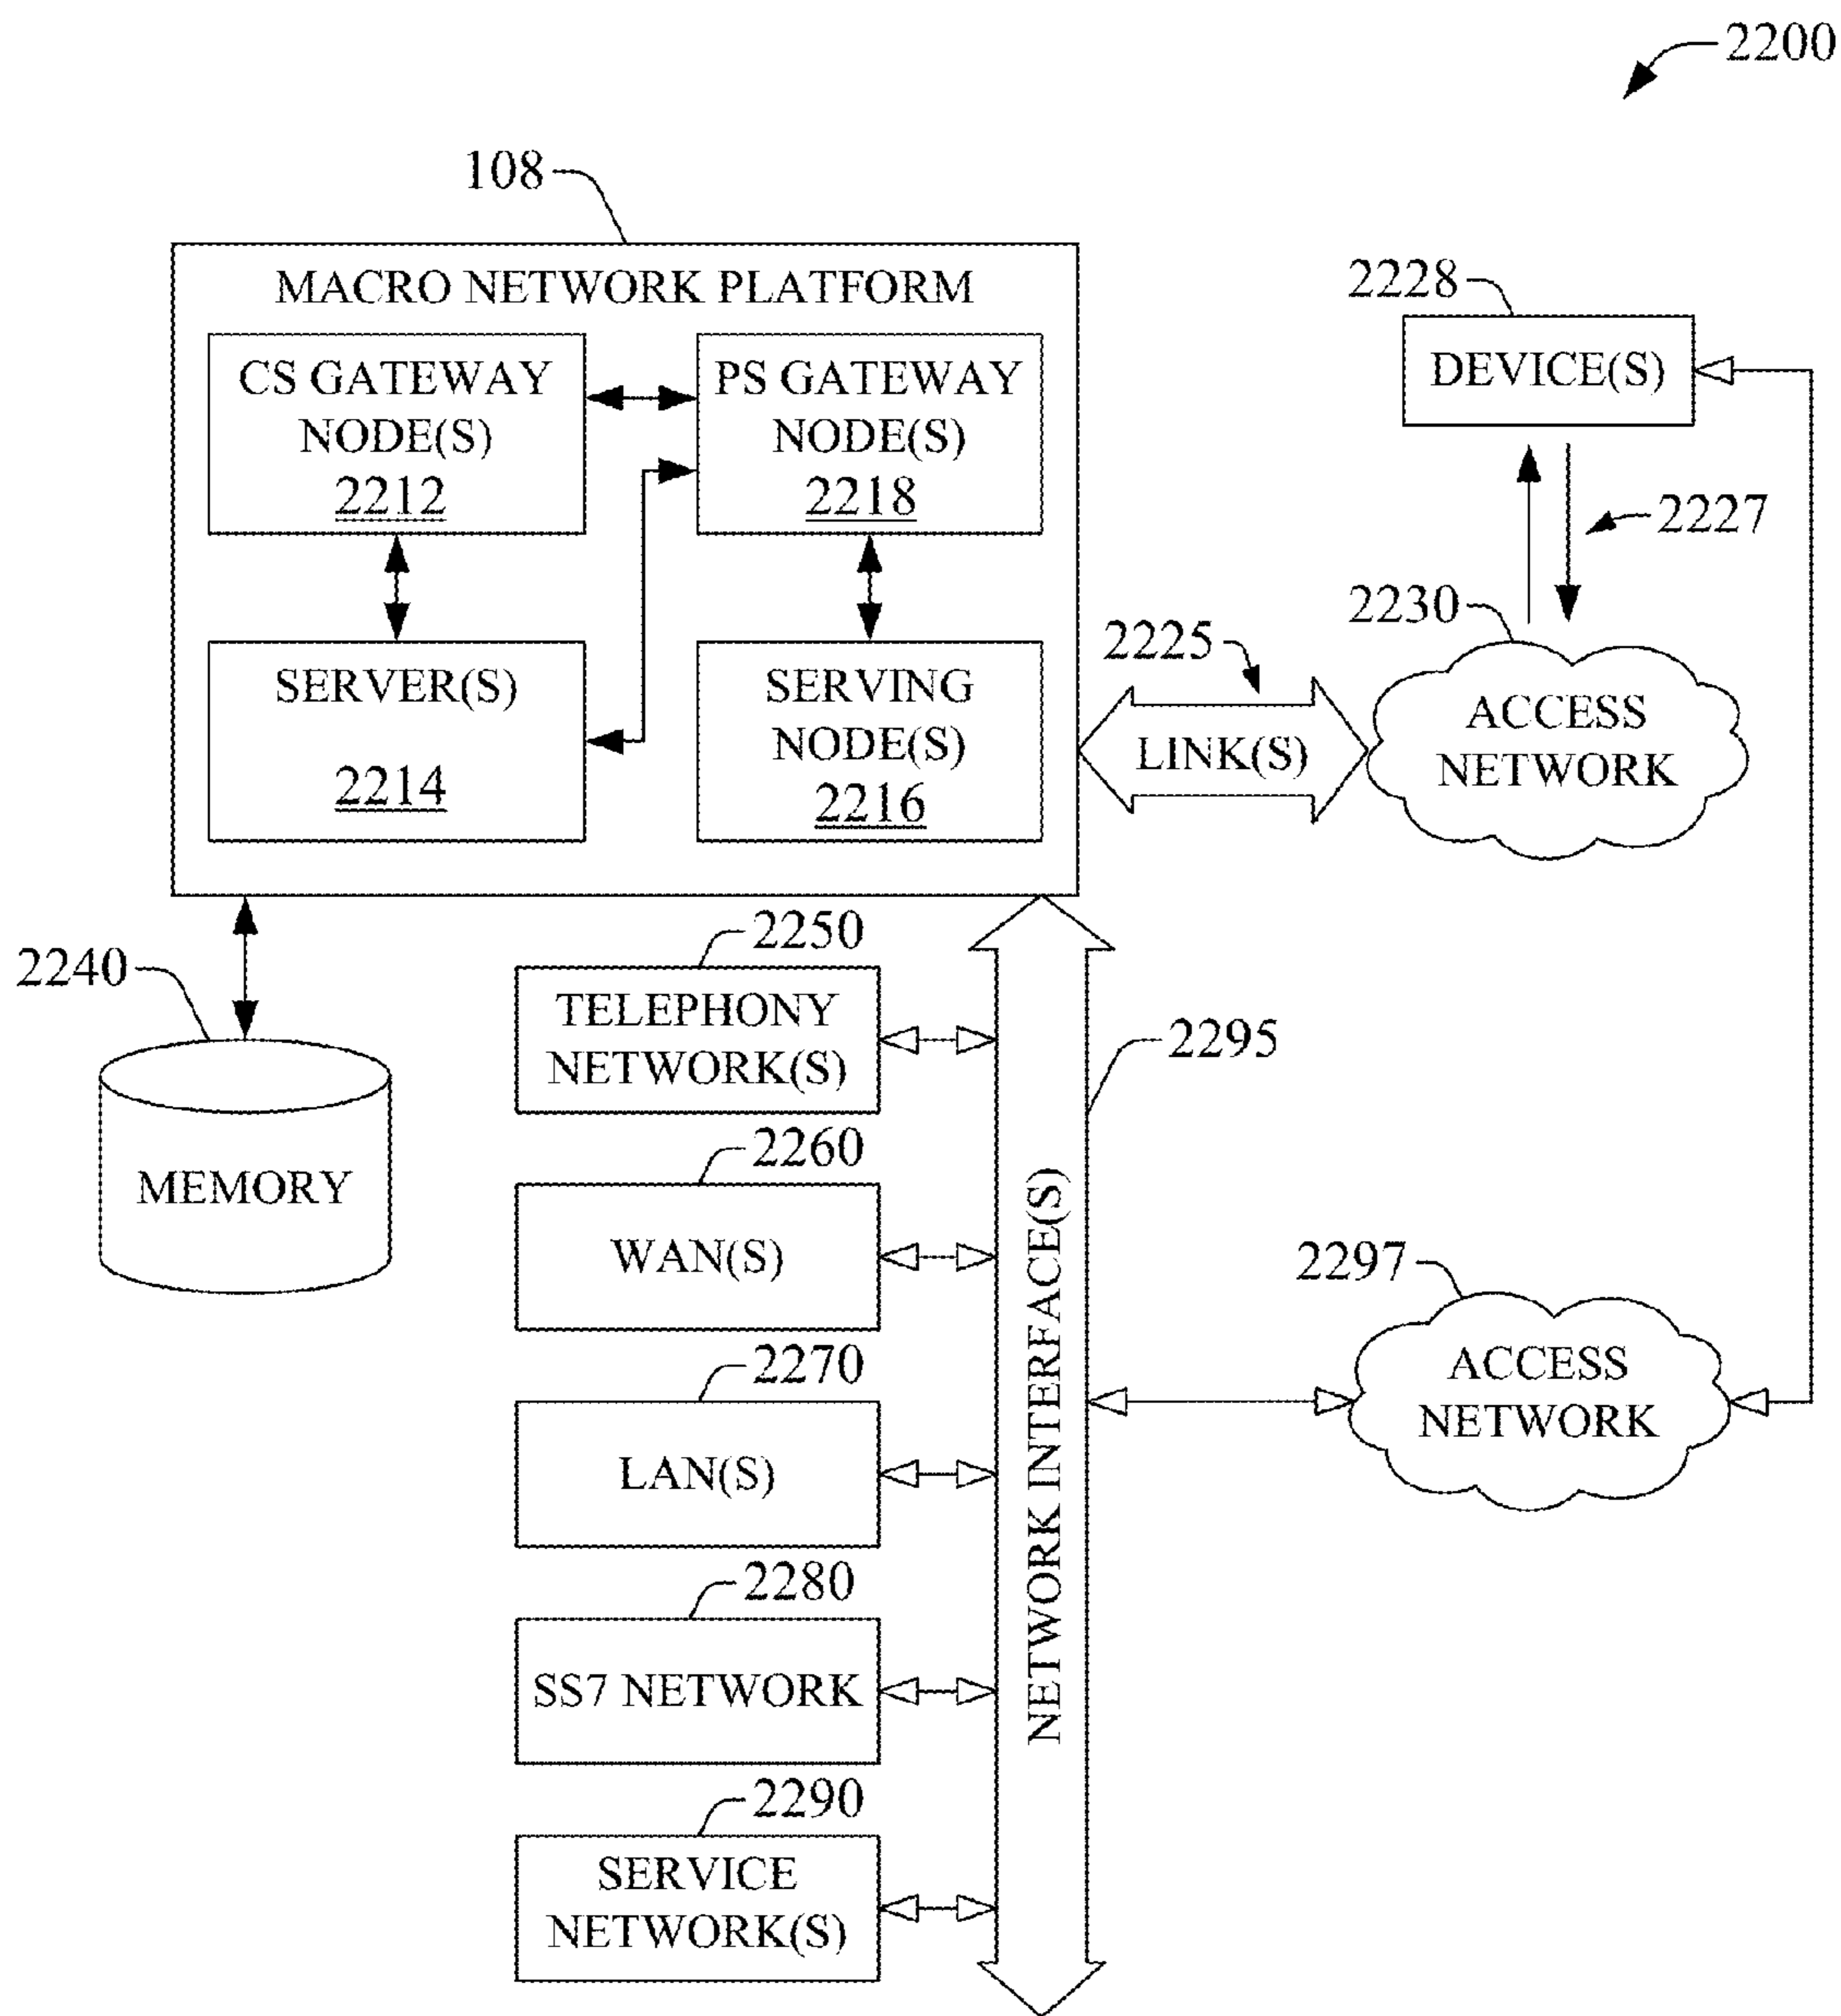 2200
108
MACRO NETWORK PLATFORM
CS GATEWAY
NODE(S)
2212
PS GATEWAY
NODE(S)
2218
SERVER(S)
2214
SERVING
NODE(S)
2216
2228
DEVICE(S)
2227
2230
ACCESS
NETWORK
2225
LINK(S)
2240
MEMORY
2250
TELEPHONY
NETWORK(S)
2260
WAN(S)
2270
LAN(S)
2280
SS7 NETWORK
2290
SERVICE
NETWORK(S)
2295
NETWORK INTERFACE(S)
2297
ACCESS
NETWORK